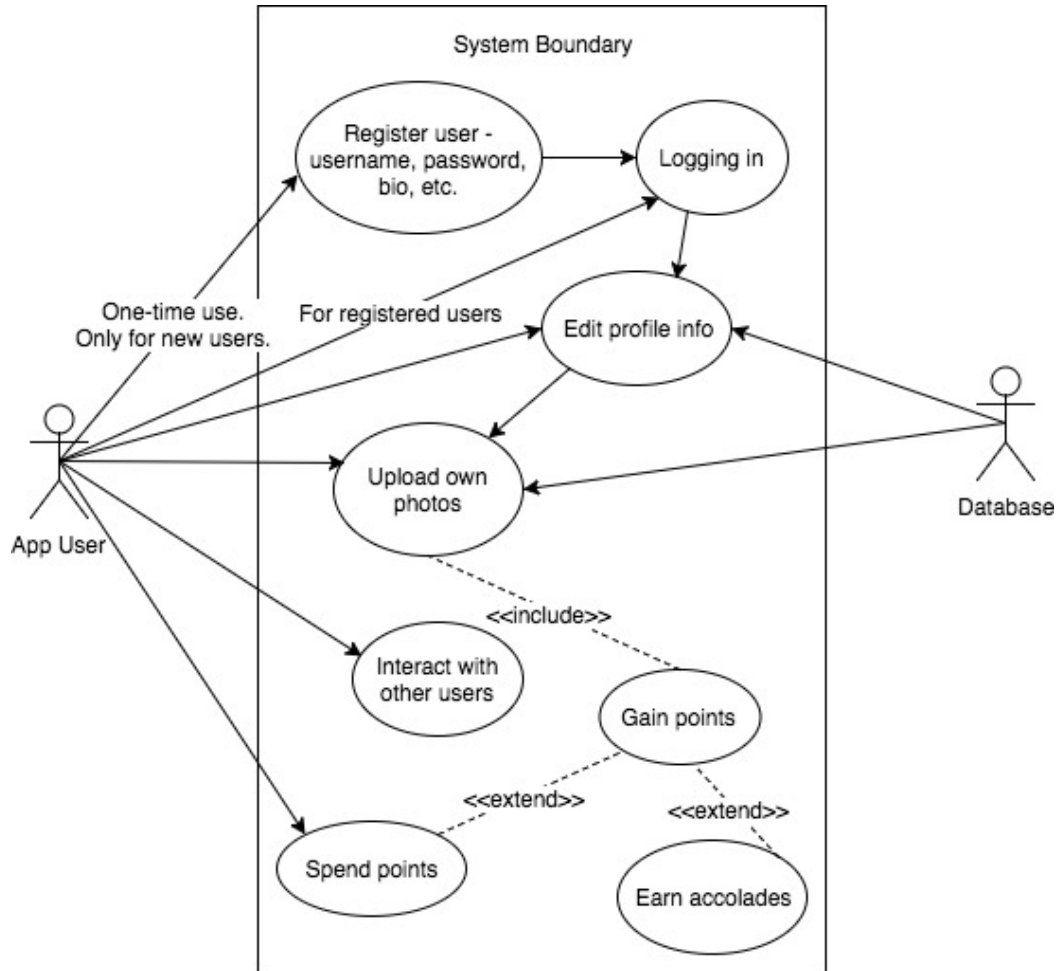 System Boundary
Register user -
username, password,
bio, etc.
Logging in
One-time use.
Only for new users.
For registered users
Edit profile info
App User
Upload own
photos
Database
<<include>>
Interact with
other users
Gain points
<<extend>>
<<extend>>
Spend points
Earn accolades